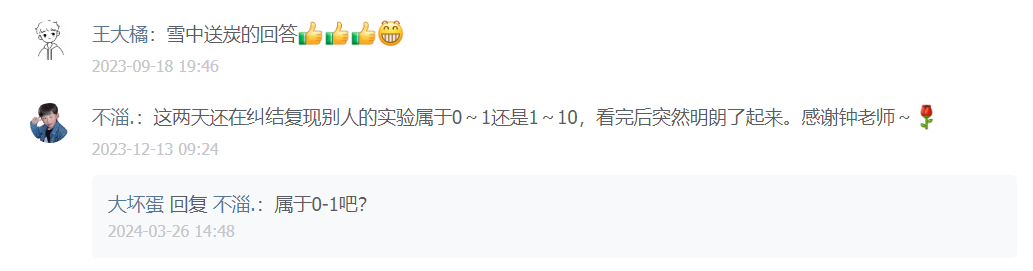 王大橘：雪中送炭的回答👍👍👍😁
2023-09-18 19:46
不淄.：这两天还在纠结复现别人的实验属于0～1还是1～10，看完后突然明朗了起来。感谢钟老师～🌹
2023-12-13 09:24
大坏蛋 回复 不淄.：属于0-1吧?
2024-03-26 14:48